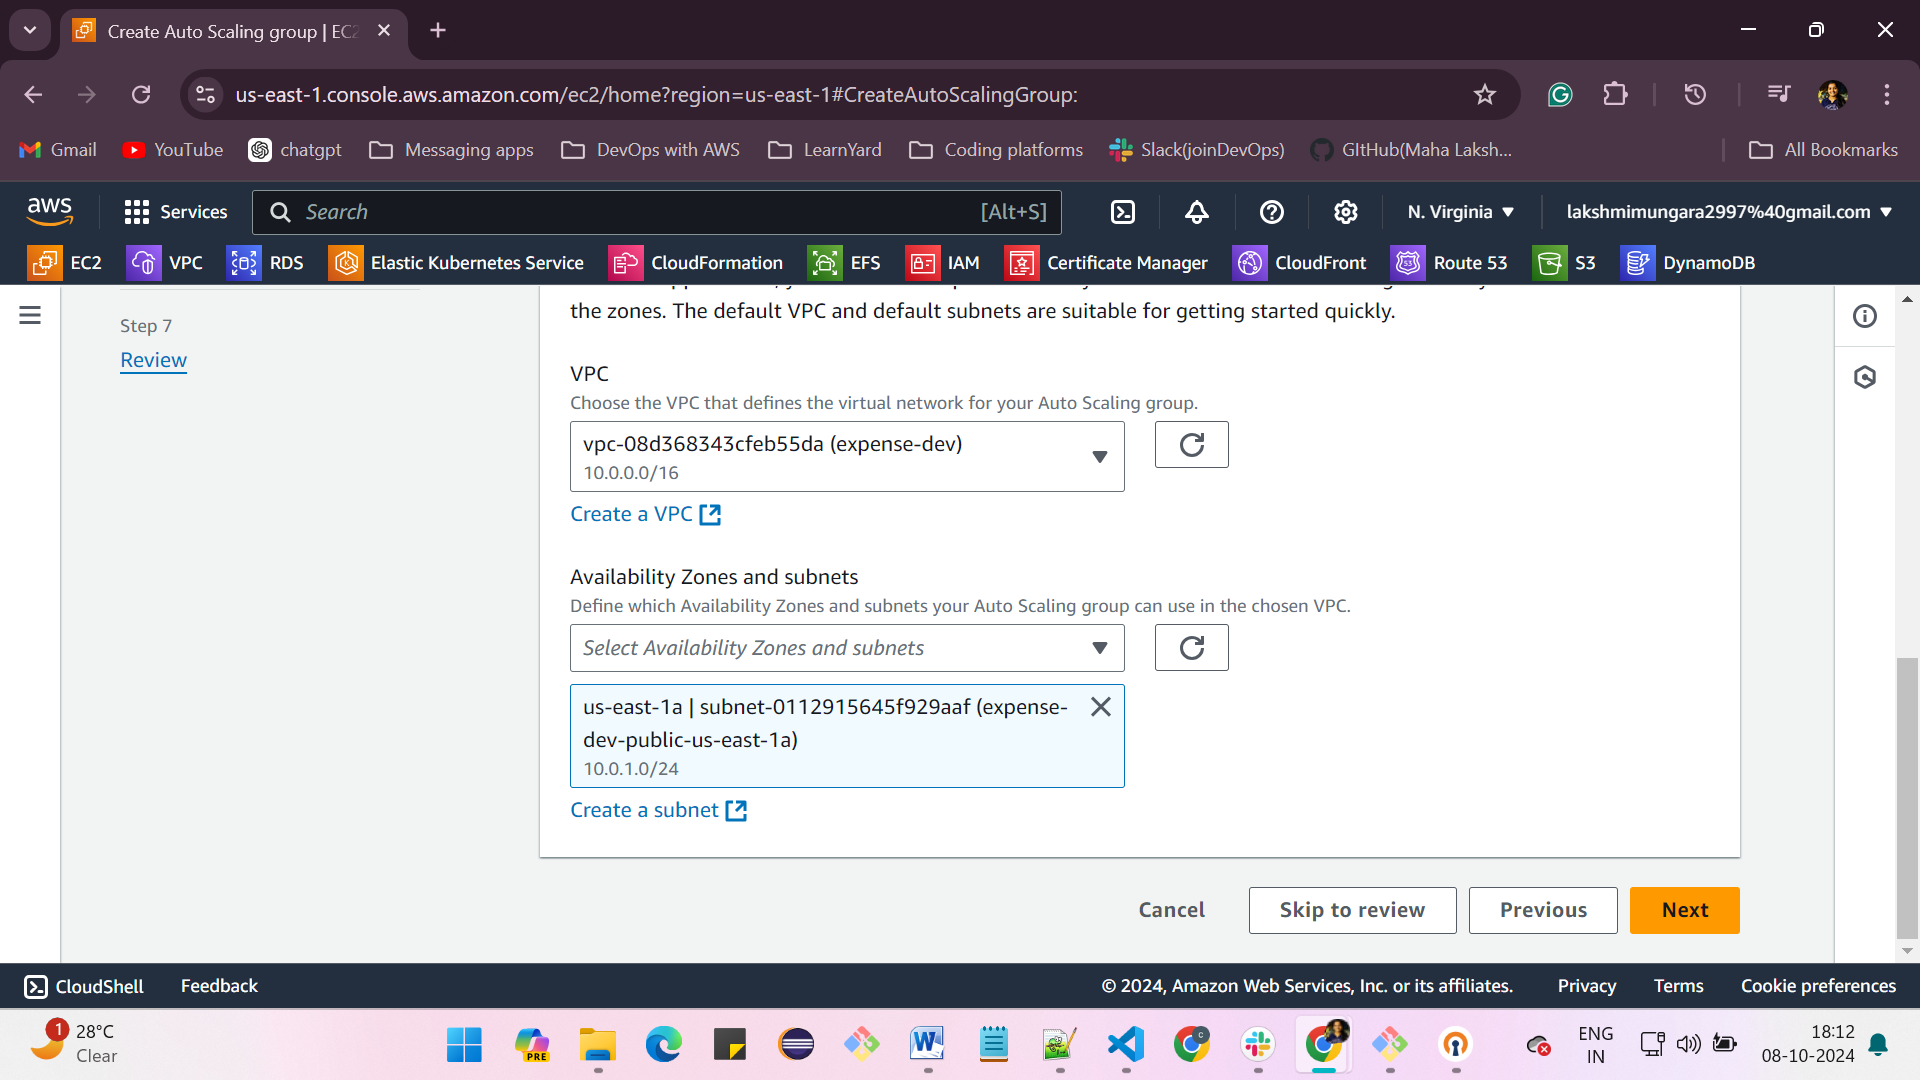 Create Auto Scaling group | EC2
us-east-1.console.aws.amazon.com/ec2/home?region=us-east-1#CreateAutoScalingGroup:
Gmail YouTube chatgpt Messaging apps DevOps with AWS LearnYard Coding platforms Slack(joinDevOps) GItHub(Maha Laksh... All Bookmarks
aws Services Search [Alt+S] N. Virginia lakshmimungara2997%40gmail.com
EC2 VPC RDS Elastic Kubernetes Service CloudFormation EFS IAM Certificate Manager CloudFront Route 53 S3 DynamoDB
the zones. The default VPC and default subnets are suitable for getting started quickly.
Step 7
Review
VPC
Choose the VPC that defines the virtual network for your Auto Scaling group.
vpc-08d368343cfeb55da (expense-dev)
10.0.0.0/16
Create a VPC
Availability Zones and subnets
Define which Availability Zones and subnets your Auto Scaling group can use in the chosen VPC.
Select Availability Zones and subnets
us-east-1a | subnet-0112915645f929aaf (expense-
dev-public-us-east-1a)
10.0.1.0/24
Create a subnet
Cancel Skip to review Previous Next
CloudShell Feedback © 2024, Amazon Web Services, Inc. or its affiliates. Privacy Terms Cookie preferences
1 28°C
Clear
PRE
ENG
IN
18:12
08-10-2024